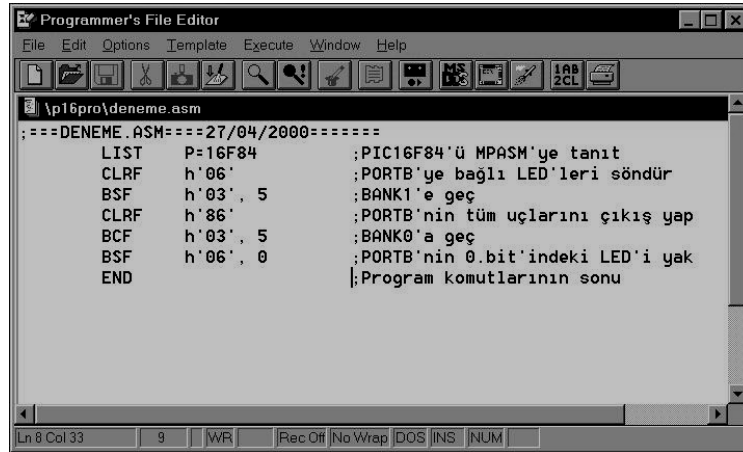 Programmer's File Editor
File Edit Options Template Execute Window Help
MS DOS 1AB 2CL
\p16pro\deneme.asm
;===DENEME.ASM====27/04/2000=======
LIST P=16F84 ;PIC16F84'ü MPASM'ye tanıt
CLRF h'06' ;PORTB'ye bağlı LED'leri söndür
BSF h'03', 5 ;BANK1'e geç
CLRF h'86' ;PORTB'nin tüm uçlarını çıkış yap
BCF h'03', 5 ;BANK0'a geç
BSF h'06', 0 ;PORTB'nin 0.bit'indeki LED'i yak
END ;Program komutlarının sonu
Ln 8 Col 33 9 WR Rec Off No Wrap DOS INS NUM